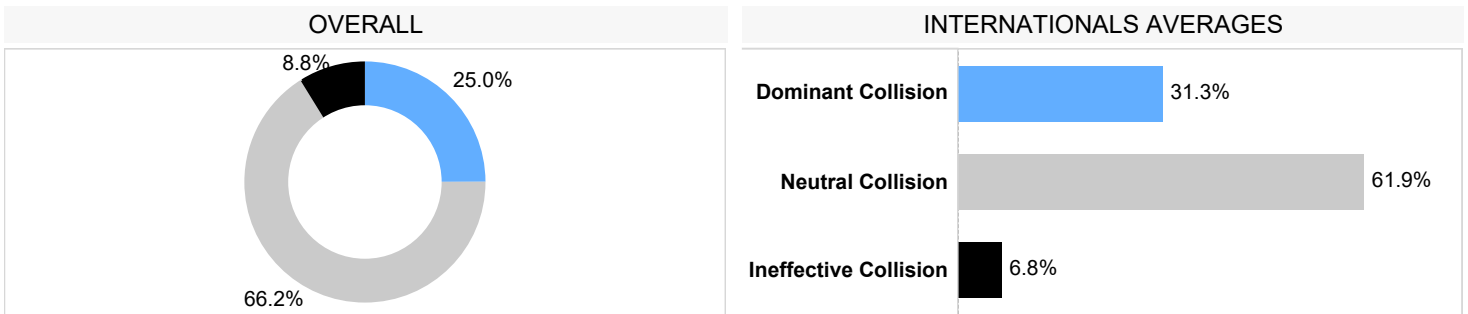 OVERALL
8.8%
25.0%
66.2%
INTERNATIONALS AVERAGES
Dominant Collision 31.3%
Neutral Collision 61.9%
Ineffective Collision 6.8%